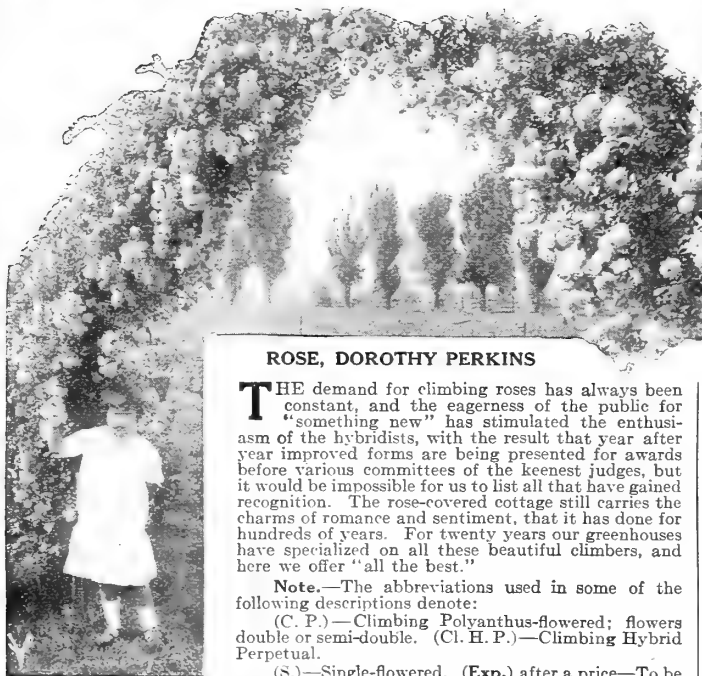 ROSE, DOROTHY PERKINS
THE demand for climbing roses has always been
constant, and the eagerness of the public for
"something new" has stimulated the enthusi-
asm of the hybridists, with the result that year after
year improved forms are being presented for awards
before various committees of the keenest judges, but
it would be impossible for us to list all that have gained
recognition. The rose-covered cottage still carries the
charms of romance and sentiment, that it has done for
hundreds of years. For twenty years our greenhouses
have specialized on all these beautiful climbers, and
here we offer "all the best."
Note.—The abbreviations used in some of the
following descriptions denote:
(C. P.)—Climbing Polyanthus-flowered; flowers
double or semi-double. (Cl. H. P.)—Climbing Hybrid
Perpetual.
(S.)—Single-flowered. (Exp.) after a price—To be